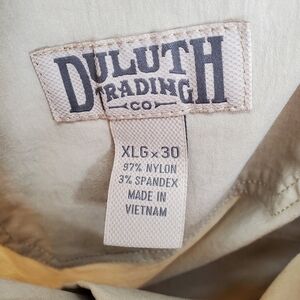 DULUTH
TRADING
CO
XLG x 30
97% NYLON
3% SPANDEX
MADE IN
VIETNAM